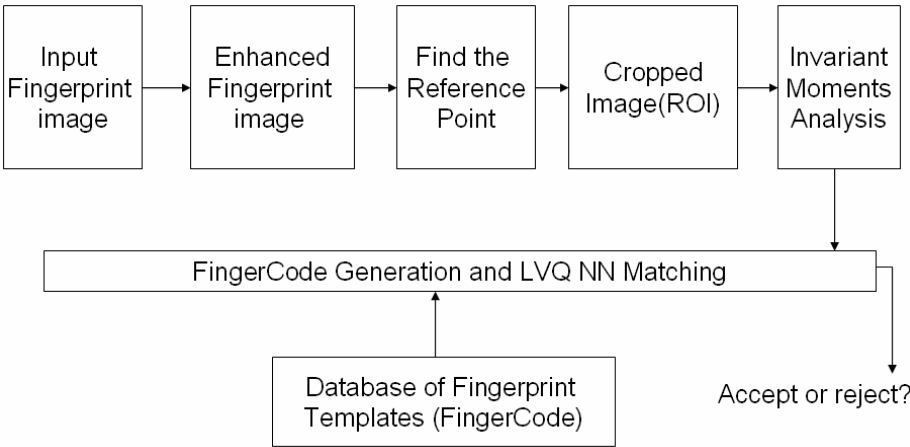 Input
Fingerprint
image
Enhanced
Fingerprint
image
Find the
Reference
Point
Cropped
Image(ROI)
Invariant
Moments
Analysis
FingerCode Generation and LVQ NN Matching
Database of Fingerprint
Templates (FingerCode)
Accept or reject?